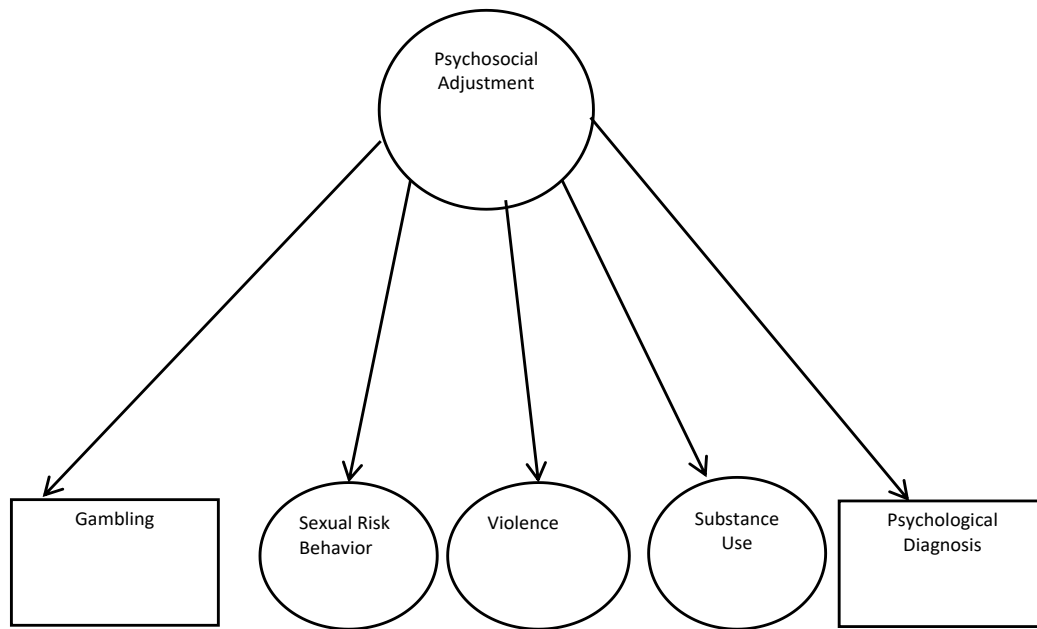 Psychosocial
Adjustment
Gambling
Sexual Risk
Behavior
Violence
Substance
Use
Psychological
Diagnosis